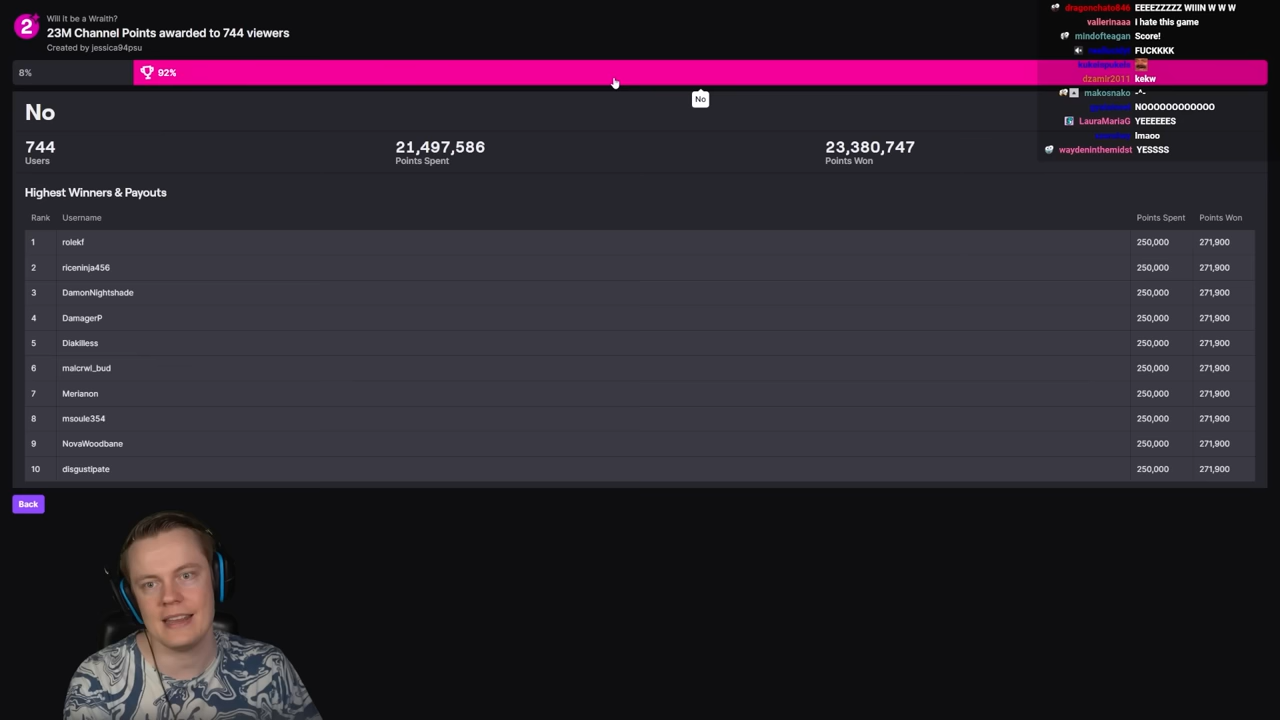 2
Will it be a Wraith?
23M Channel Points awarded to 744 viewers
Created by jessica94psu
8%
92%
No
No
744
Users
21,497,586
Points Spent
23,380,747
Points Won
Highest Winners & Payouts
Rank Username Points Spent Points Won
1 rolekf 250,000 271,900
2 riceninja456 250,000 271,900
3 DamonNightshade 250,000 271,900
4 DamagerP 250,000 271,900
5 Diakilless 250,000 271,900
6 malcrwl_bud 250,000 271,900
7 Merianon 250,000 271,900
8 msoule354 250,000 271,900
9 NovaWoodbane 250,000 271,900
10 disgustipate 250,000 271,900
Back
dragonchato846 EEEEZZZZZ WIIIN W W W
vallerinaaa I hate this game
mindofteagan Score!
FUCKKKK
dzamir2011 kekw
makosnako -^-
NOOOOOOOOOOOO
LauraMariaG YEEEEEES
lmaoo
waydeninthemidst YESSSS